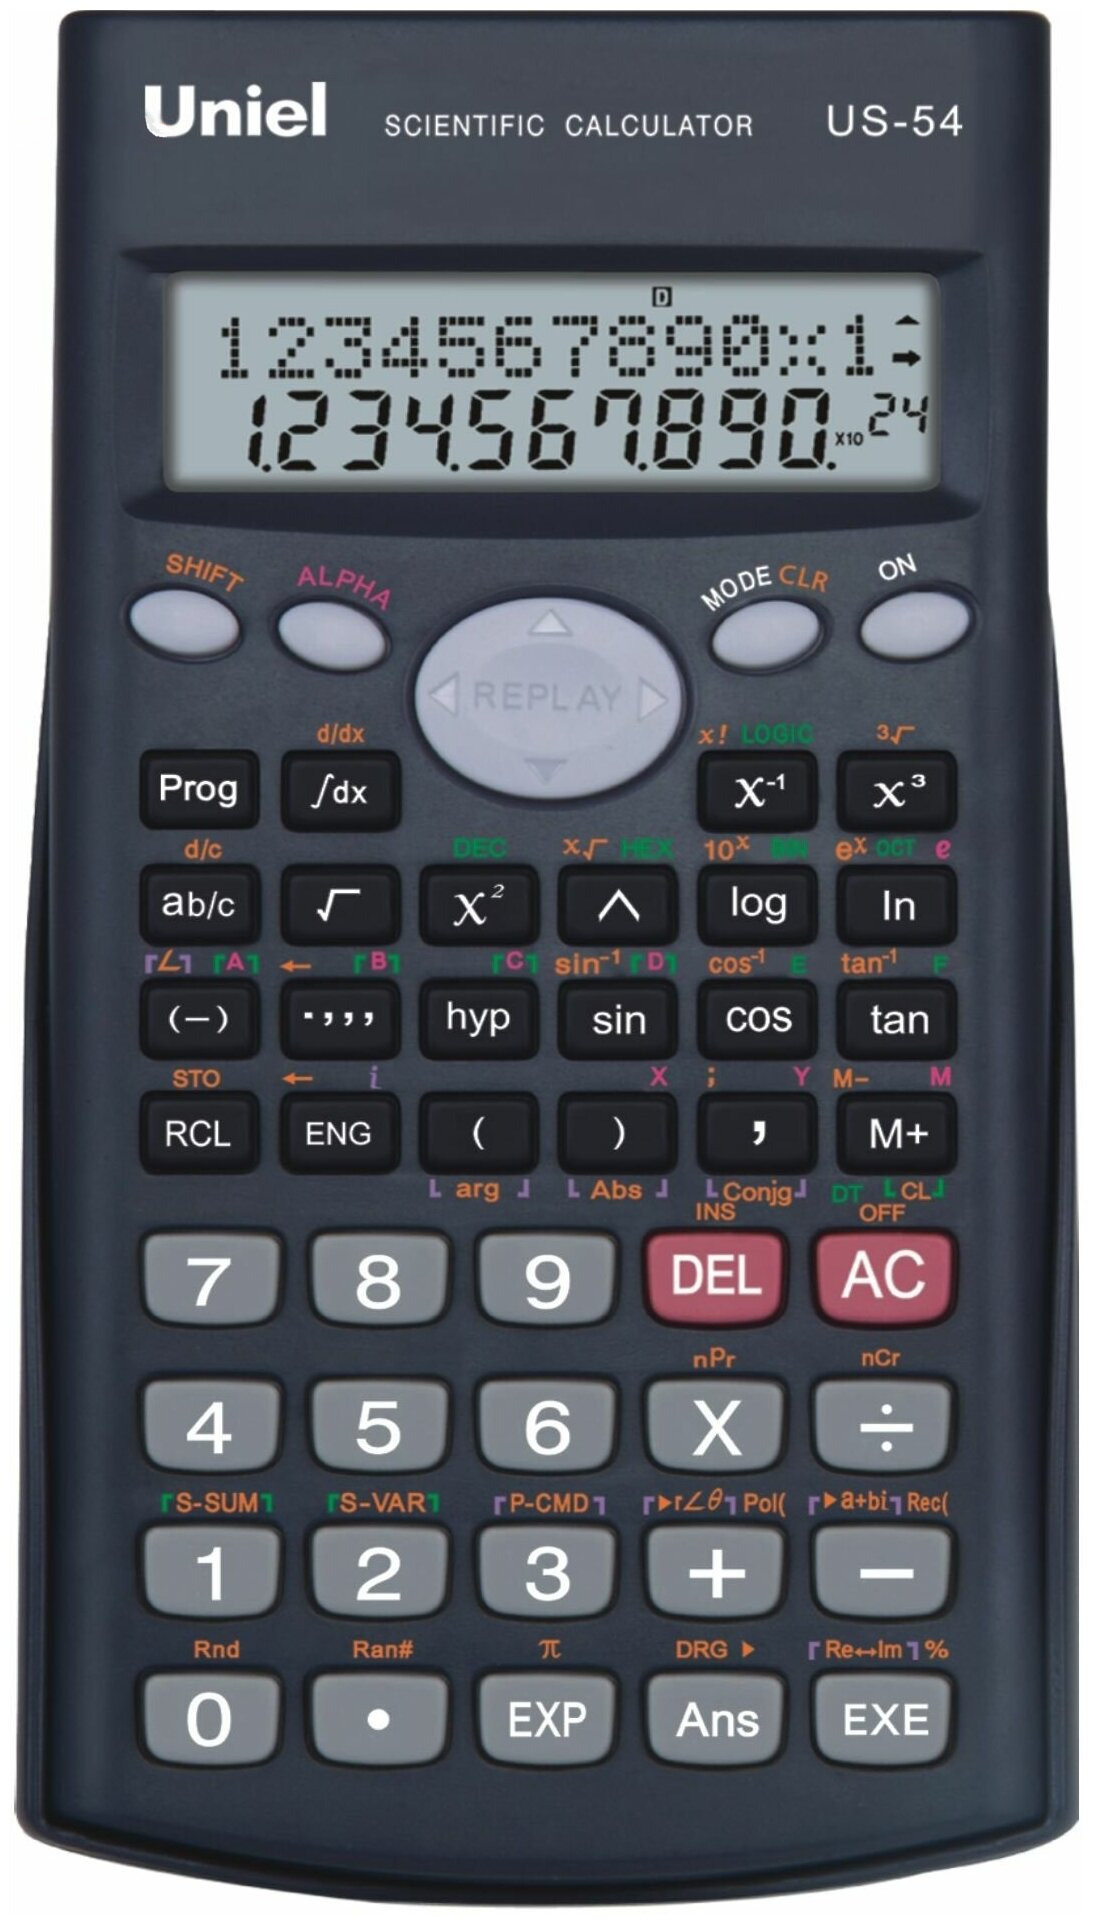 Uniel SCIENTIFIC CALCULATOR US-54
D
1234567890x1
1.234.567.890. x10 24
SHIFT ALPHA MODE CLR ON
REPLAY
d/dx x! LOGIC ³√
Prog ∫dx x⁻¹ x³
d/c DEC ˣ√ HEX 10ˣ BIN eˣ OCT e
ab/c √ x² ^ log ln
∠ A ← B C sin⁻¹ D cos⁻¹ E tan⁻¹ F
(−) ·,,, hyp sin cos tan
STO ← i X ; Y M− M
RCL ENG ( ) , M+
arg Abs Conjg DT CL
INS OFF
7 8 9 DEL AC
nPr nCr
4 5 6 X ÷
S-SUM S-VAR P-CMD ▶r∠θ Pol( ▶a+bi Rec(
1 2 3 + −
Rnd Ran# π DRG ▶ Re↔Im %
0 • EXP Ans EXE